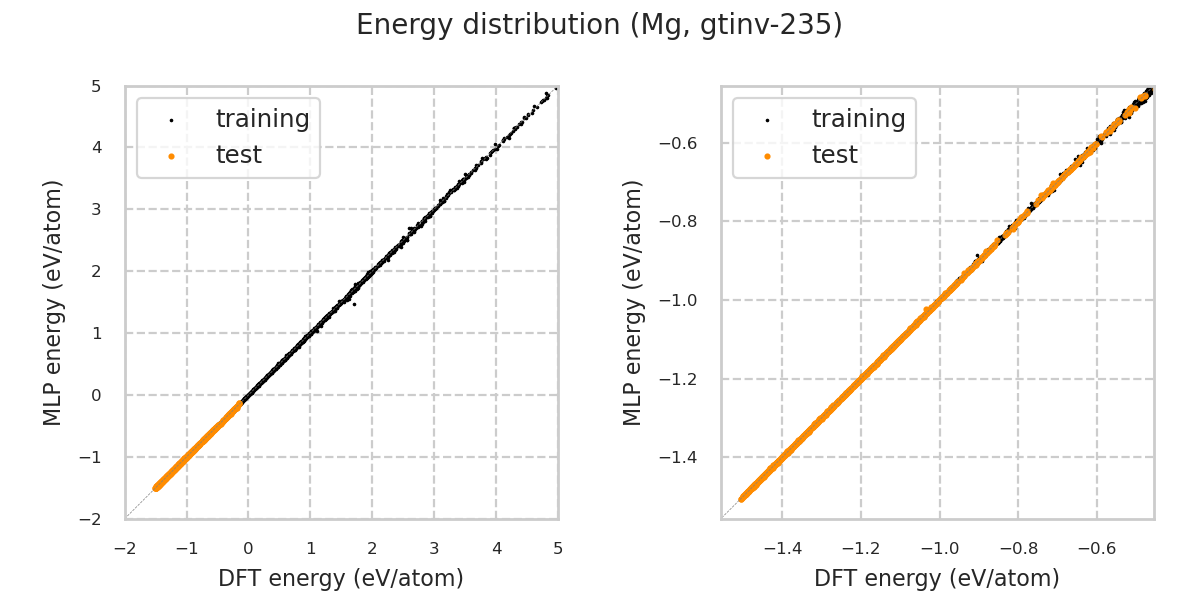 Energy distribution (Mg, gtinv-235)
training
test
5
4
3
2
1
0
−1
−2
−2
−1
0
1
2
3
4
5
MLP energy (eV/atom)
DFT energy (eV/atom)
training
test
−0.6
−0.8
−1.0
−1.2
−1.4
−1.4
−1.2
−1.0
−0.8
−0.6
MLP energy (eV/atom)
DFT energy (eV/atom)